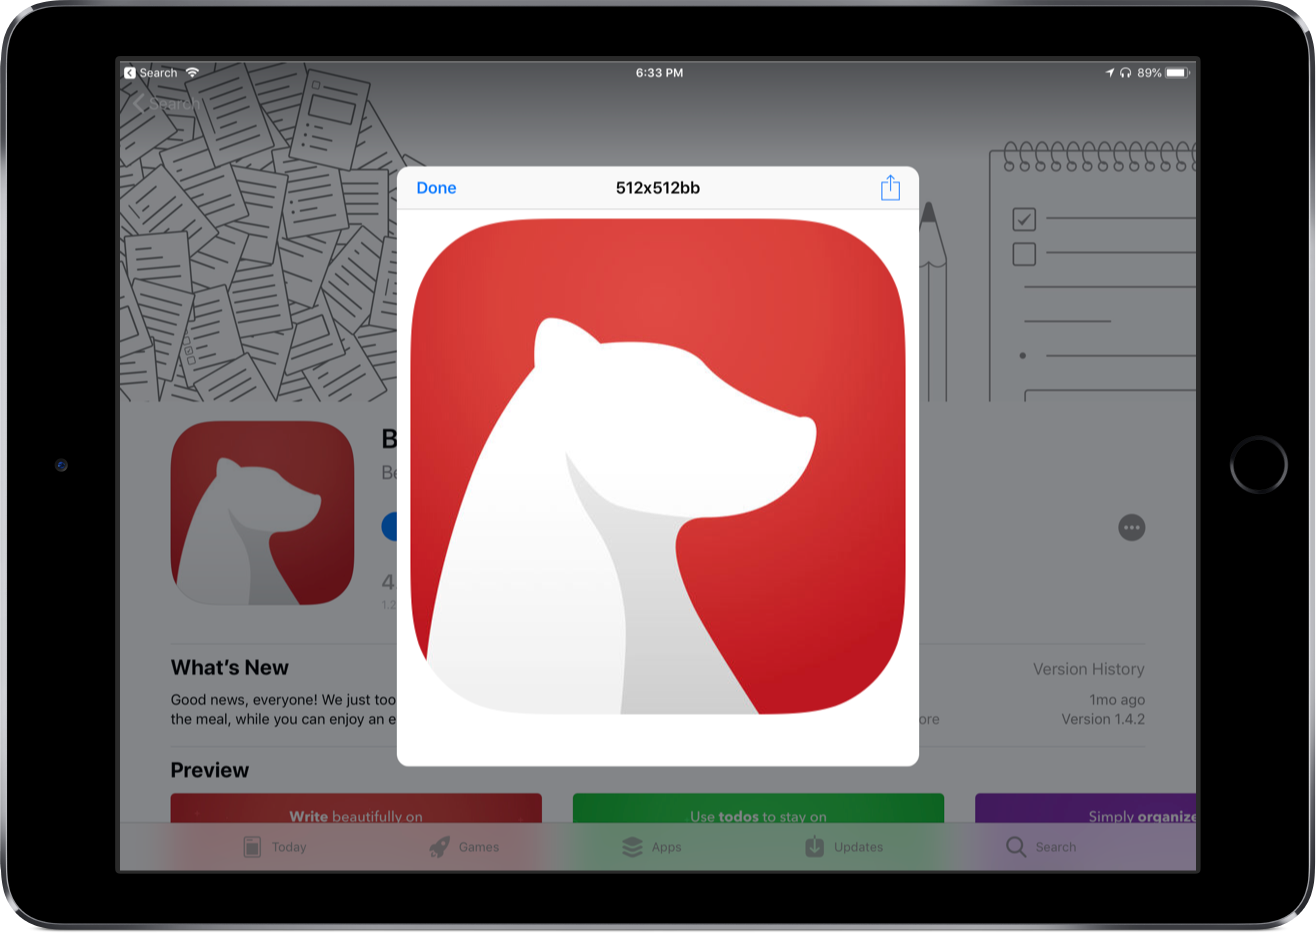 Search
6:33 PM
89%
Search
Done
512x512bb
B
Be
4
1.2
What's New
Version History
Good news, everyone! We just too
1mo ago
the meal, while you can enjoy an e
ore
Version 1.4.2
Preview
Write beautifully on
Use todos to stay on
Simply organize
Today
Games
Apps
Updates
Search